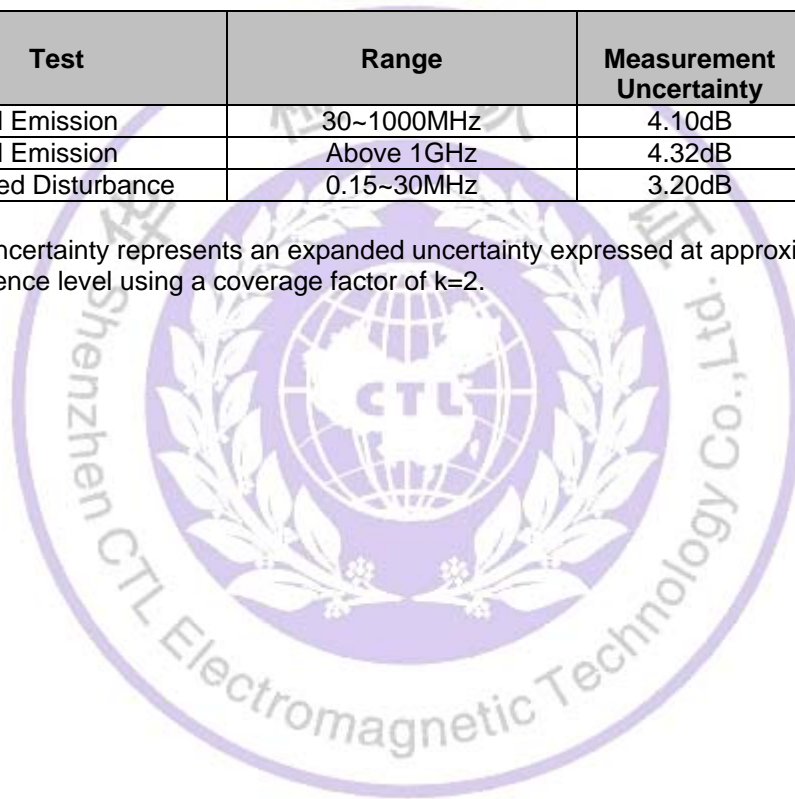 Test Range Measurement Uncertainty
Emission 30~1000MHz 4.10dB
Emission Above 1GHz 4.32dB
ed Disturbance 0.15~30MHz 3.20dB
ncertainty represents an expanded uncertainty expressed at approxi
ence level using a coverage factor of k=2.
CTL
Shenzhen CTL Electromagnetic Technology Co., Ltd.